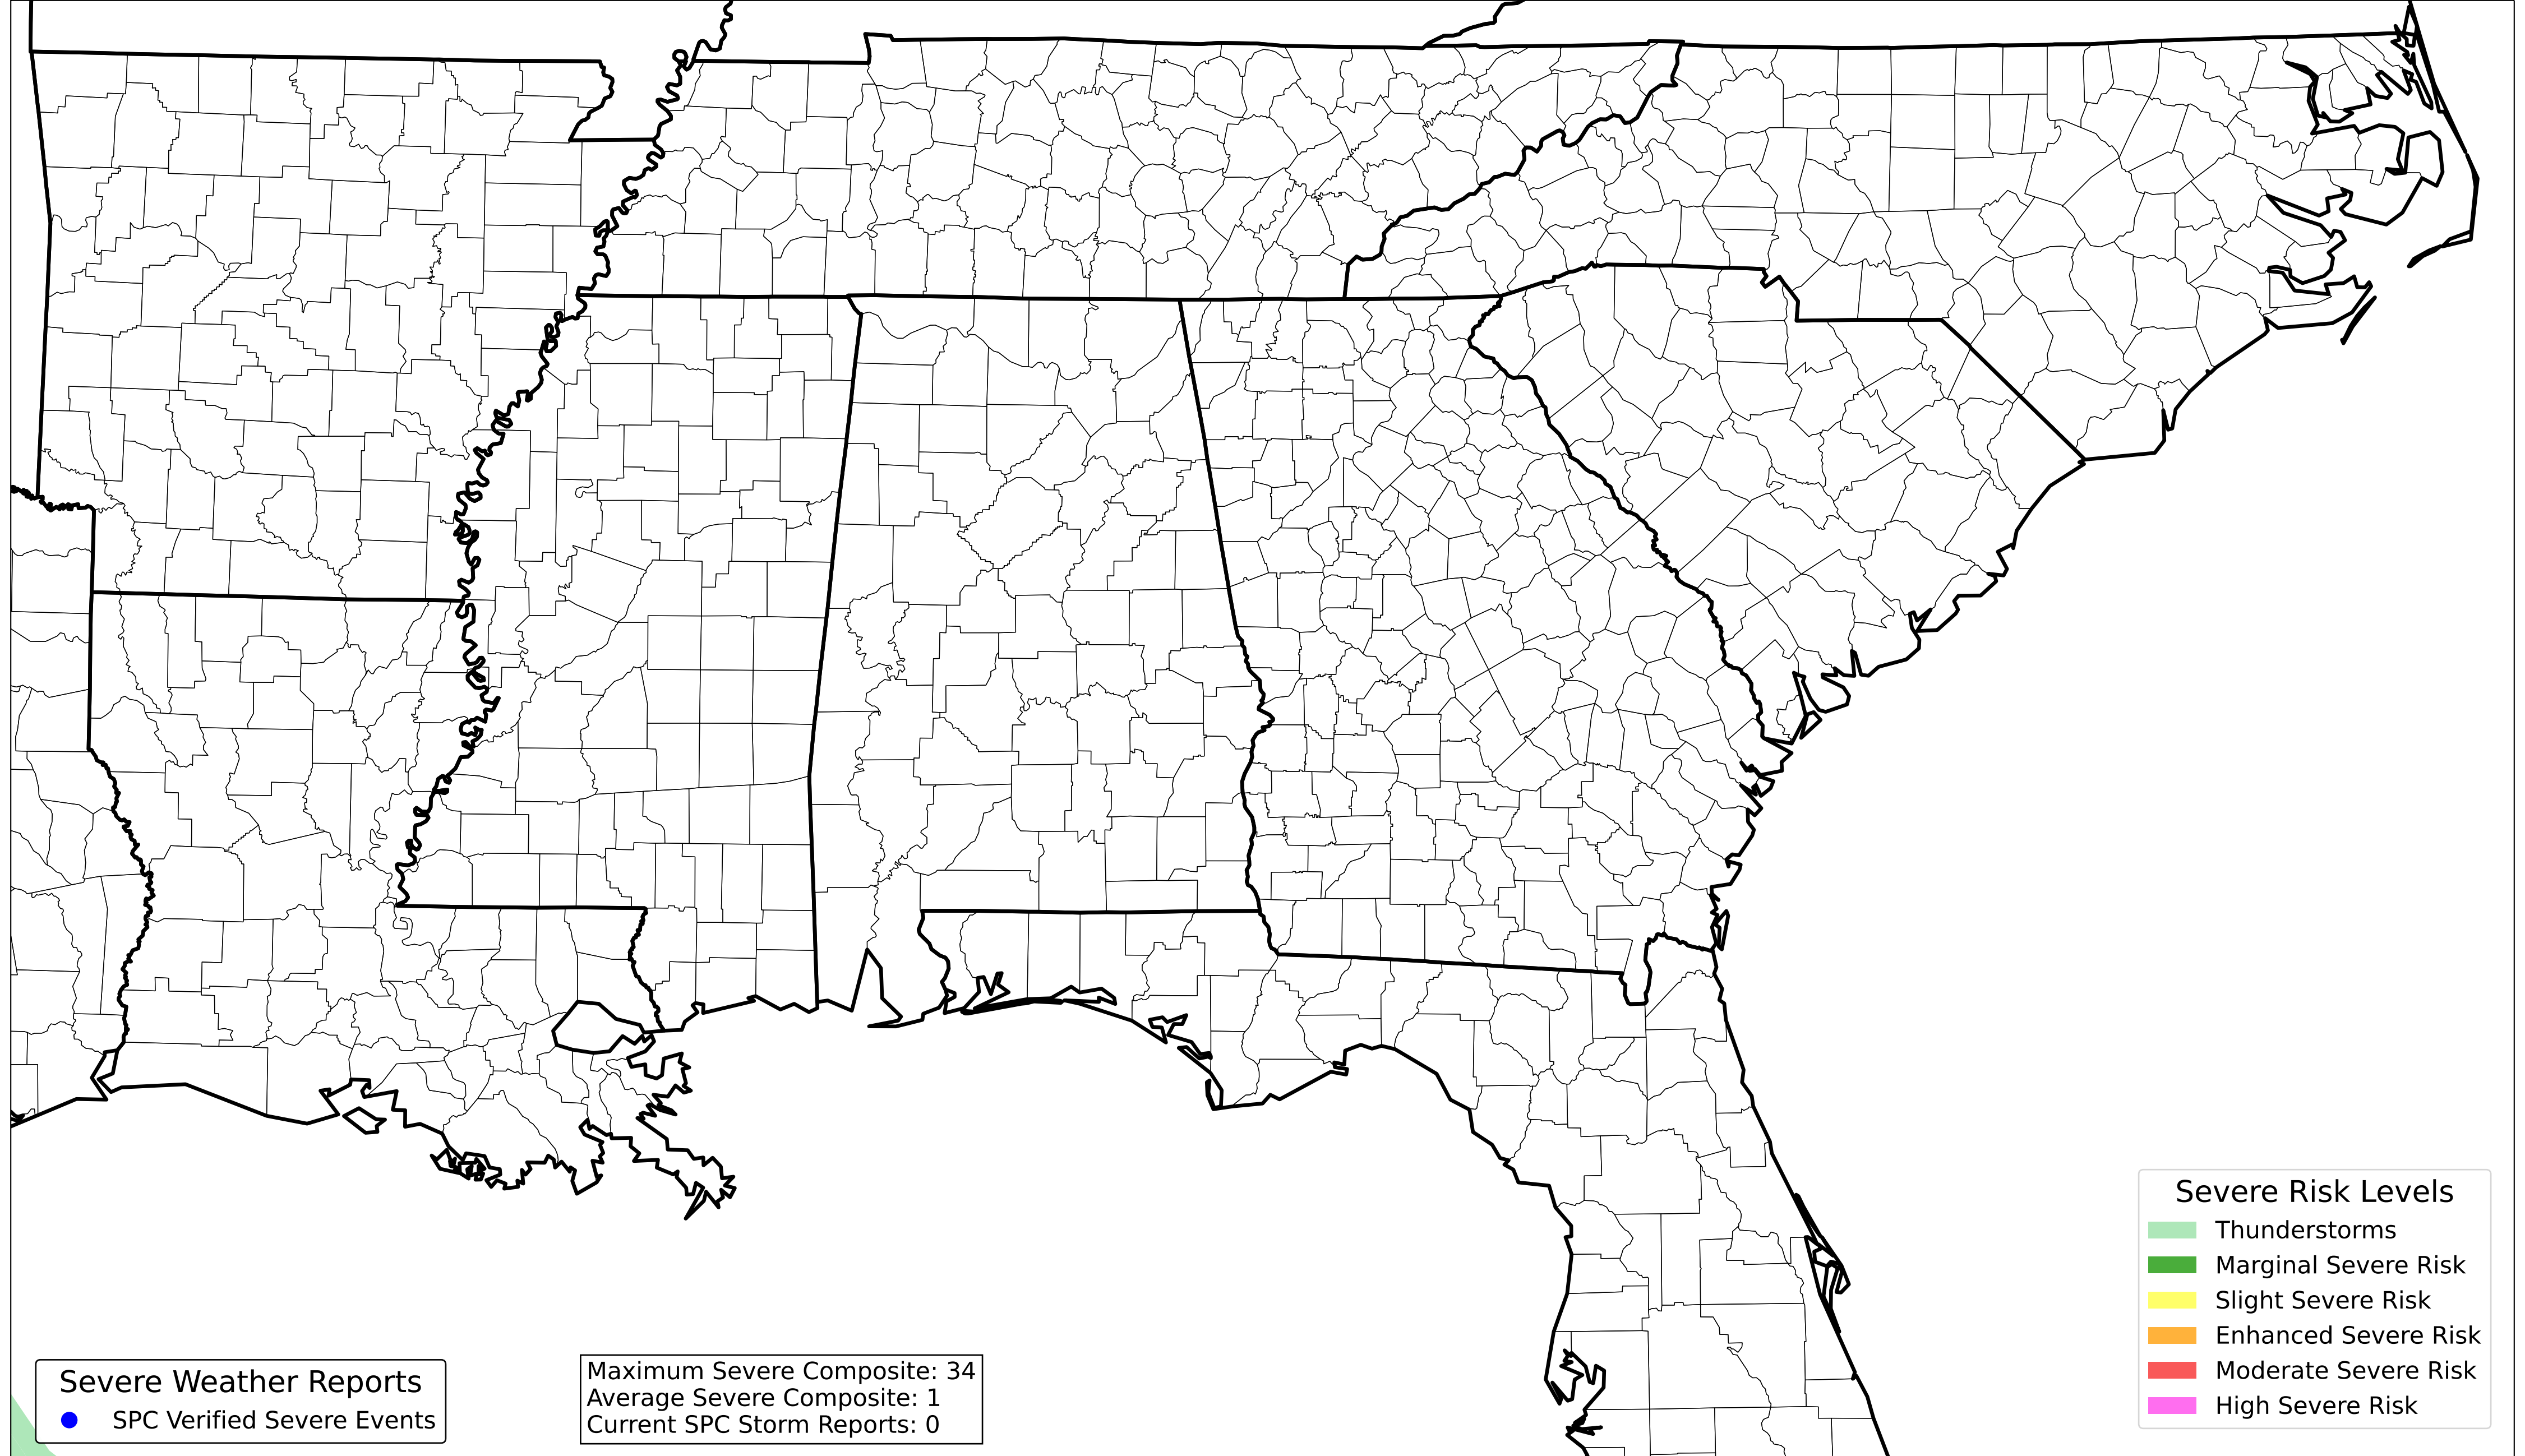 Severe Risk Levels
Thunderstorms
Marginal Severe Risk
Slight Severe Risk
Enhanced Severe Risk
Moderate Severe Risk
High Severe Risk
Severe Weather Reports
SPC Verified Severe Events
Maximum Severe Composite: 34
Average Severe Composite: 1
Current SPC Storm Reports: 0